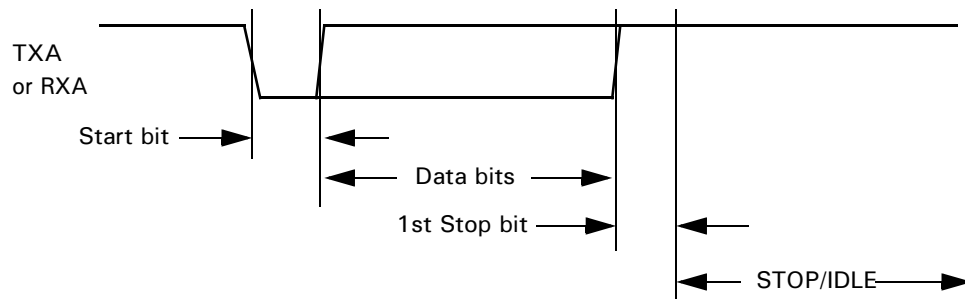 TXA
or RXA
Start bit
Data bits
1st Stop bit
STOP/IDLE